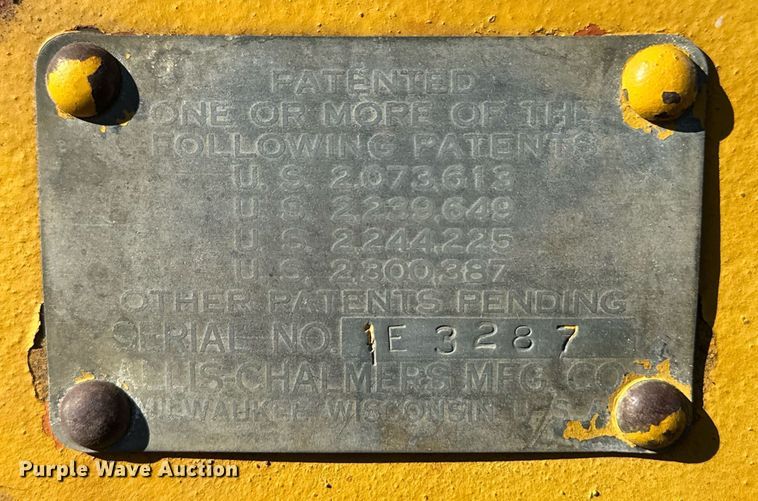 PATENTED
ONE OR MORE OF THE
FOLLOWING PATENTS
U. S. 2,073,613
U. S. 2,239,649
U. S. 2,244,225
U. S. 2,300,387
OTHER PATENTS PENDING
SERIAL NO. 1E 3287
ALLIS-CHALMERS MFG. CO.
MILWAUKEE WISCONSIN U. S. A.
Purple Wave Auction